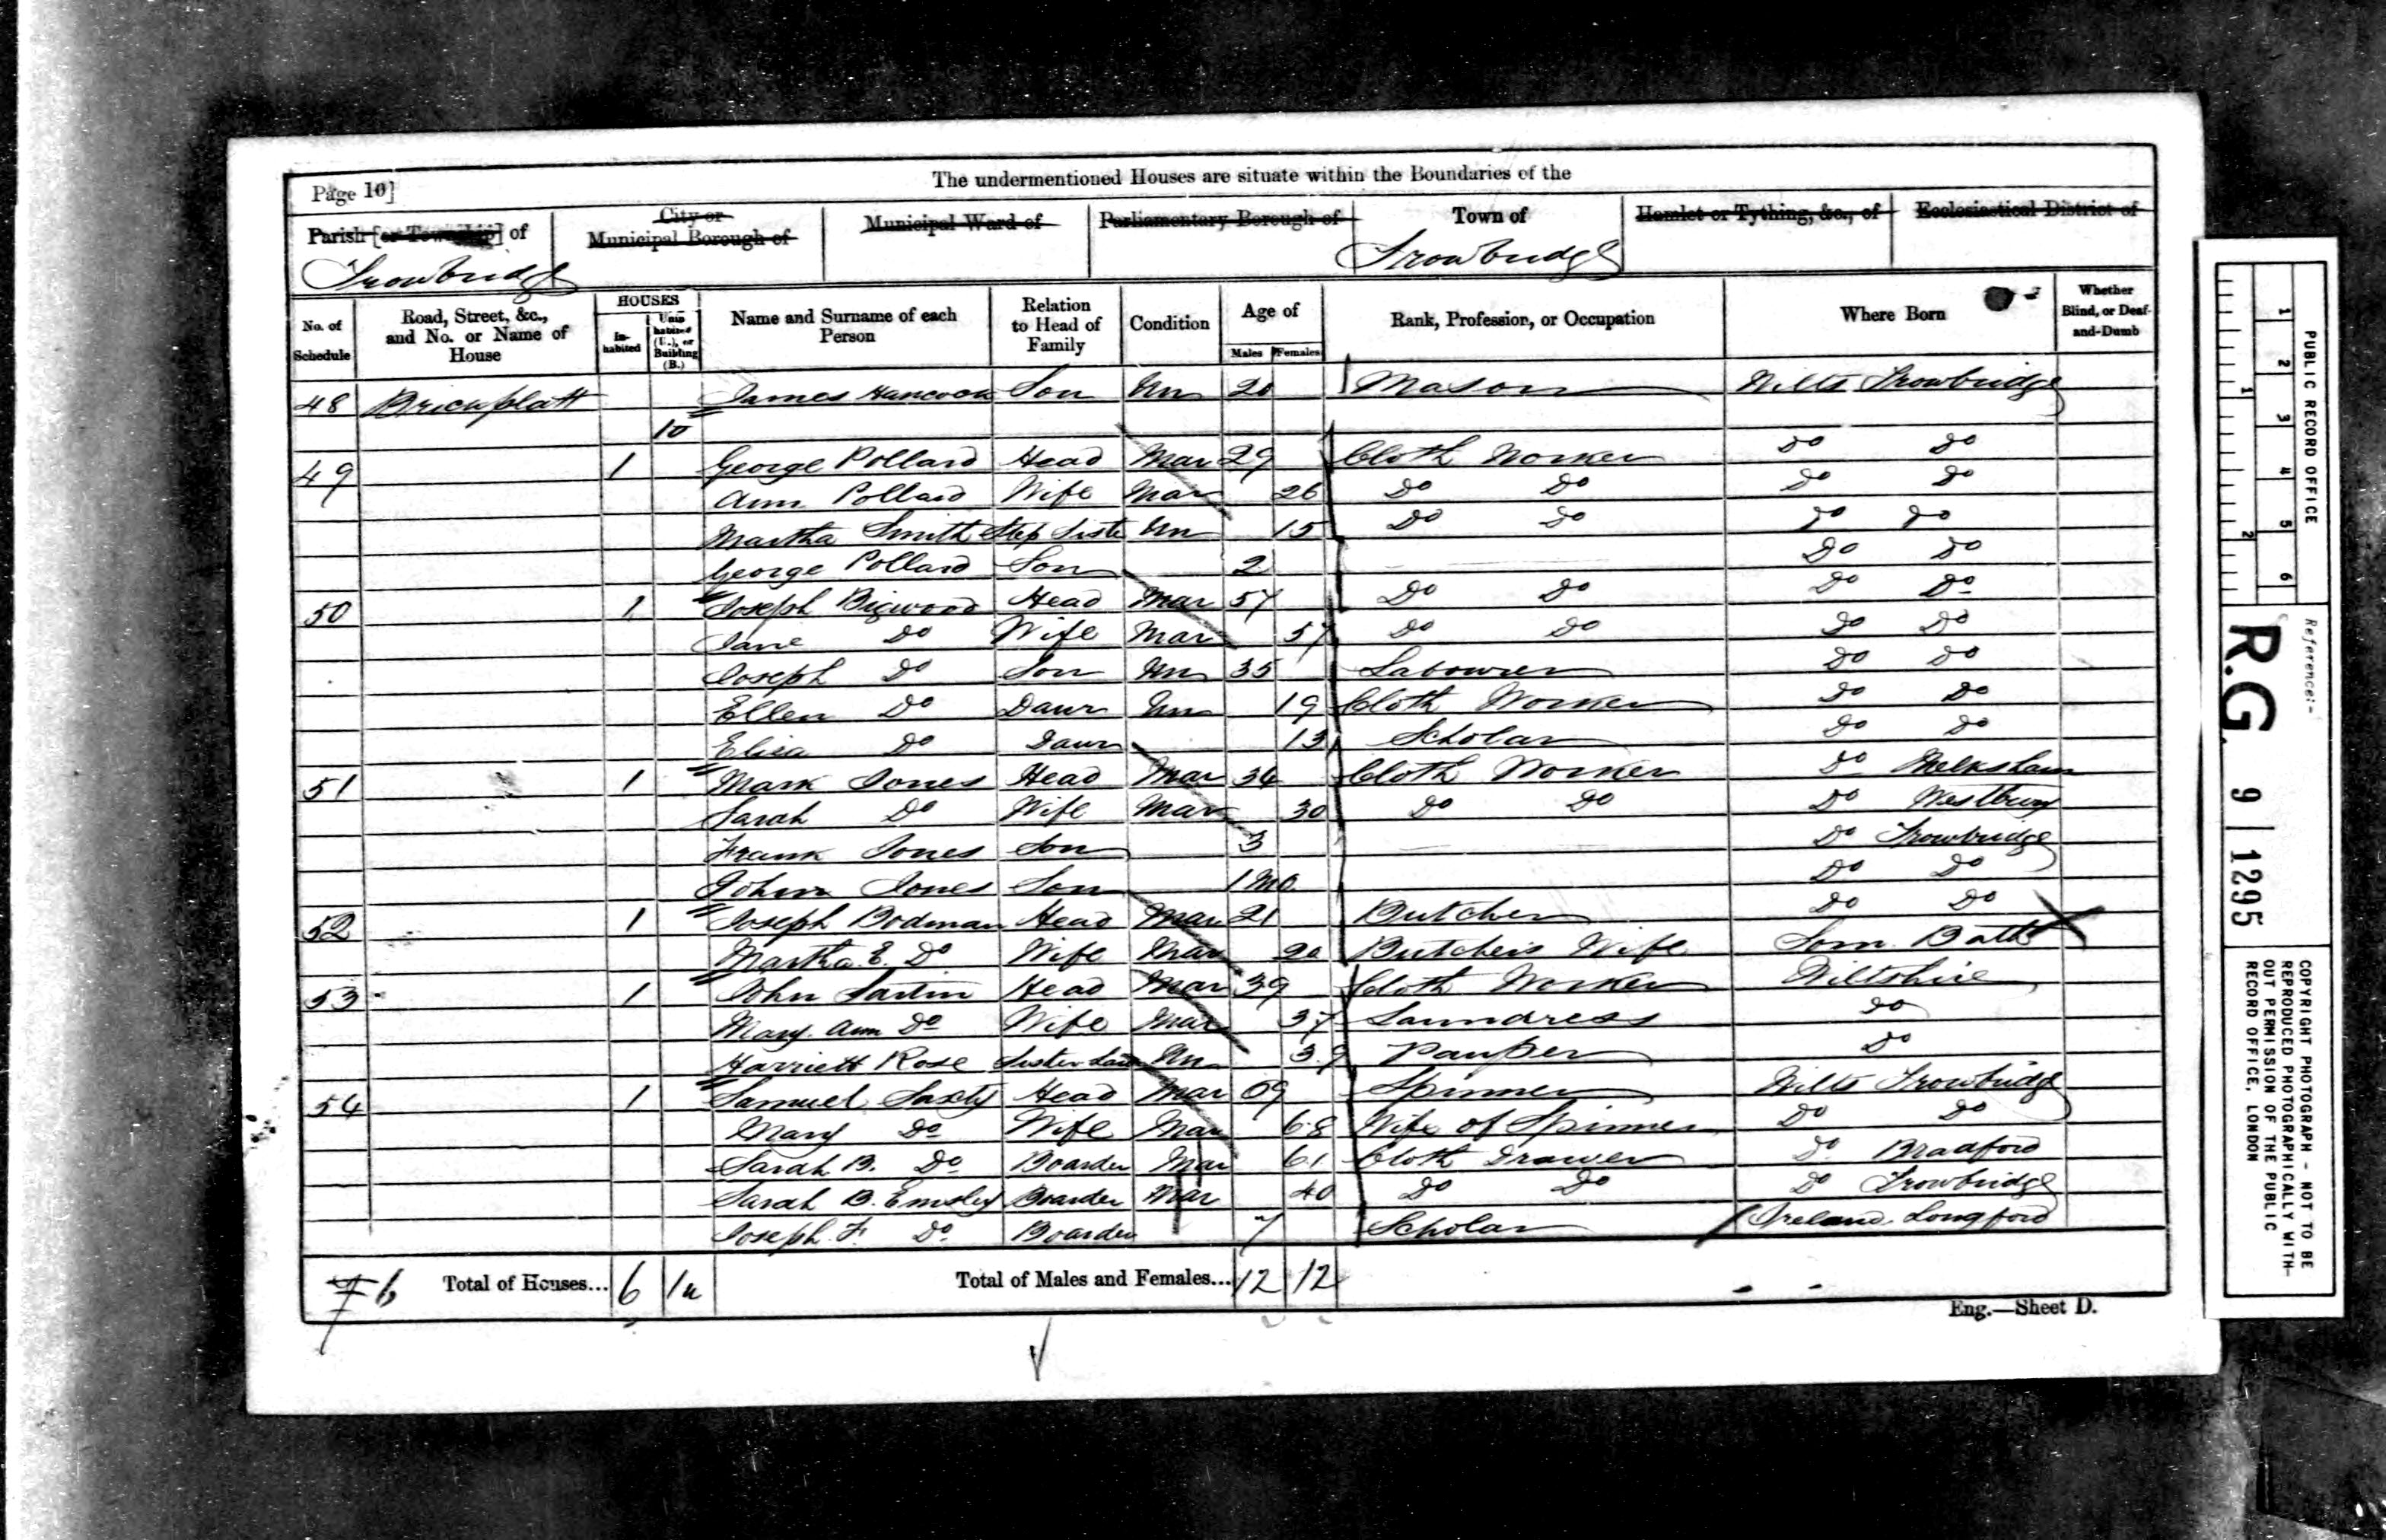 The undermentioned Houses are situate within the Boundaries of the
Page 10]
Parish [or Township] of
Trowbridge
City or
Municipal Borough of
Municipal Ward of
Parliamentary Borough of
Town of
Trowbridge
Hamlet or Tything, &c., of
Ecclesiastical District of
No. of Schedule
Road, Street, &c., and No. or Name of House
HOUSES
In-habited
Unin-habited (U.), or Building (B.)
Name and Surname of each Person
Relation to Head of Family
Condition
Age of
Males Females
Rank, Profession, or Occupation
Where Born
Whether Blind, or Deaf-and-Dumb
48 Brickplatt James Hancock Son Un 20 Mason Wilts Trowbridge
1u
49 1 George Pollard Head Mar 29 Cloth Worker Do Do
Ann Pollard Wife Mar 26 Do Do Do Do
Martha Smith Step Siste Un 15 Do Do Do Do
George Pollard Son 2 Do Do
50 1 Joseph Bigwood Head Mar 57 Do Do Do Do
Jane Do Wife Mar 57 Do Do Do Do
Joseph Do Son Un 35 Labourer Do Do
Ellen Do Daur Un 19 Cloth Worker Do Do
Eliza Do Daur 13 Scholar Do Do
51 1 Mark Jones Head Mar 34 Cloth Worker Do Melksham
Sarah Do Wife Mar 30 Do Do Do Westbury
Frank Jones Son 3 Do Trowbridge
John Jones Son 1 Mo Do Do
52 1 Joseph Bodman Head Mar 21 Butcher Do Do
Martha E. Do Wife Mar 20 Butchers Wife Som Bath
53 1 John Sartin Head Mar 39 Cloth Worker Wiltshire
Mary Ann Do Wife Mar 37 Laundress Do
Harriett Rose Sister Law Un 39 Pauper Do
54 1 Samuel Saxty Head Mar 69 Spinner Wilts Trowbridge
Mary Do Wife Mar 68 Wife of Spinner Do Do
Sarah B. Do Boarder Mar 61 Cloth Drawer Do Bradford
Sarah B. Emsley Boarder Mar 40 Do Do Do Trowbridge
Joseph F. Do Boarder 7 Scholar Ireland Longford
6 Total of Houses... 6 1u Total of Males and Females... 12 12
Eng.—Sheet D.
PUBLIC RECORD OFFICE
1 2 3 4 5 6
1 2
Reference:-
R.G. 9 / 1295
COPYRIGHT PHOTOGRAPH - NOT TO BE
REPRODUCED PHOTOGRAPHICALLY WITH-
OUT PERMISSION OF THE PUBLIC
RECORD OFFICE, LONDON